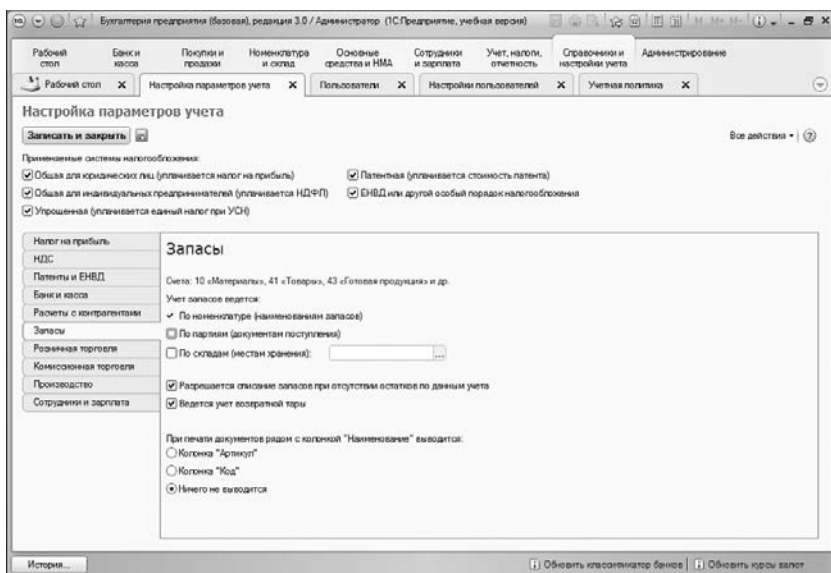 Бухгалтерия предприятия (базовая), редакция 3.0 / Администратор (1С:Предприятие, учебная версия)
M M+ M-
Рабочий стол
Банк и касса
Покупки и продажи
Номенклатура и склад
Основные средства и НМА
Сотрудники и зарплата
Учет, налоги, отчетность
Справочники и настройки учета
Администрирование
Рабочий стол
Настройка параметров учета
Пользователи
Настройки пользователей
Учетная политика
Настройка параметров учета
Записать и закрыть
Все действия
Применяемые системы налогообложения:
Общая для юридических лиц (уплачивается налог на прибыль)
Патентная (уплачивается стоимость патента)
Общая для индивидуальных предпринимателей (уплачивается НДФЛ)
ЕНВД или другой особый порядок налогообложения
Упрощенная (уплачивается единый налог при УСН)
Налог на прибыль
НДС
Патенты и ЕНВД
Банк и касса
Расчеты с контрагентами
Запасы
Розничная торговля
Комиссионная торговля
Производство
Сотрудники и зарплата
Запасы
Счета: 10 «Материалы», 41 «Товары», 43 «Готовая продукция» и др.
Учет запасов ведется:
По номенклатуре (наименованиям запасов)
По партиям (документам поступления)
По складам (местам хранения):
...
Разрешается списание запасов при отсутствии остатков по данным учета
Ведется учет возвратной тары
При печати документов рядом с колонкой "Наименование" выводится:
Колонка "Артикул"
Колонка "Код"
Ничего не выводится
История...
Обновить классификатор банков
Обновить курсы валют